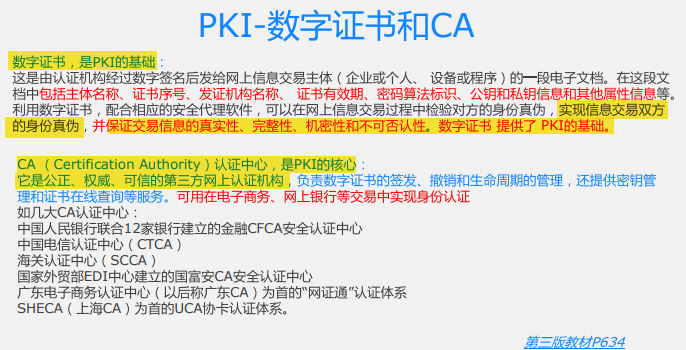 PKI-数字证书和CA
数字证书，是PKI的基础：
这是由认证机构经过数字签名后发给网上信息交易主体（企业或个人、 设备或程序）的一段电子文档。在这段文
档中包括主体名称、证书序号、发证机构名称、 证书有效期、密码算法标识、公钥和私钥信息和其他属性信息等。
利用数字证书，配合相应的安全代理软件，可以在网上信息交易过程中检验对方的身份真伪，实现信息交易双方
的身份真伪，并保证交易信息的真实性、完整性、机密性和不可否认性。数字证书 提供了 PKI的基础。
CA （Certification Authority）认证中心，是PKI的核心：
它是公正、权威、可信的第三方网上认证机构，负责数字证书的签发、撤销和生命周期的管理，还提供密钥管
理和证书在线查询等服务。可用在电子商务、网上银行等交易中实现身份认证
如几大CA认证中心：
中国人民银行联合12家银行建立的金融CFCA安全认证中心
中国电信认证中心（CTCA）
海关认证中心（SCCA）
国家外贸部EDI中心建立的国富安CA安全认证中心
广东电子商务认证中心（以后称广东CA）为首的“网证通”认证体系
SHECA（上海CA）为首的UCA协卡认证体系。
第三版教材P634